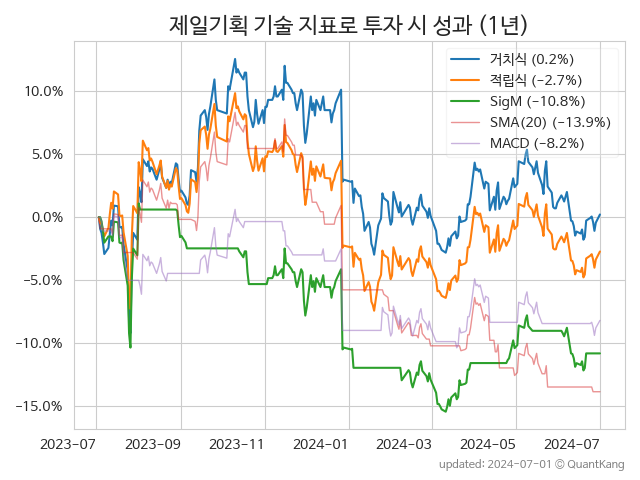 제일기획 기술 지표로 투자 시 성과 (1년)
거치식 (0.2%)
적립식 (−2.7%)
SigM (−10.8%)
SMA(20) (−13.9%)
MACD (−8.2%)
10.0%
5.0%
0.0%
−5.0%
−10.0%
−15.0%
2023-07 2023-09 2023-11 2024-01 2024-03 2024-05 2024-07
updated: 2024-07-01 © QuantKang